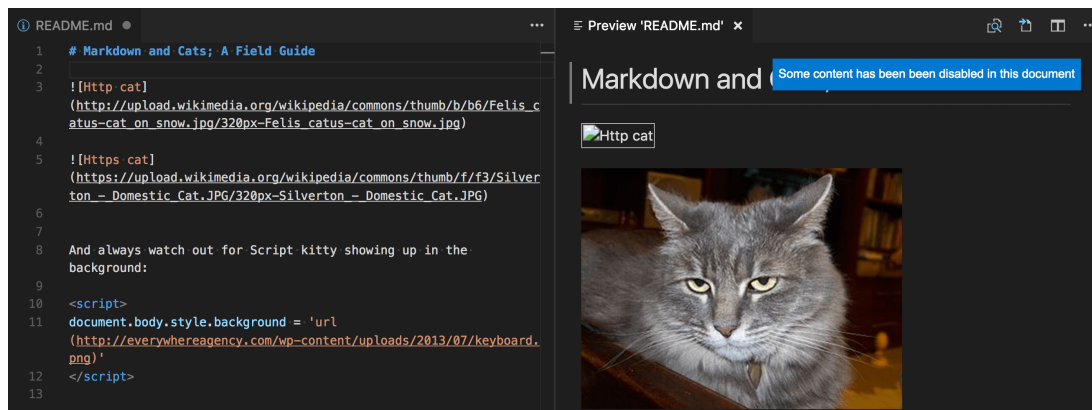 README.md
Preview 'README.md'
1 # Markdown and Cats; A Field Guide
2
3 ![Http cat]
(http://upload.wikimedia.org/wikipedia/commons/thumb/b/b6/Felis_c
atus-cat_on_snow.jpg/320px-Felis_catus-cat_on_snow.jpg)
4
5 ![Https cat]
(https://upload.wikimedia.org/wikipedia/commons/thumb/f/f3/Silver
ton_-_Domestic_Cat.JPG/320px-Silverton_-_Domestic_Cat.JPG)
6
7
8 And always watch out for Script kitty showing up in the
background:
9
10 <script>
11 document.body.style.background = 'url
(http://everywhereagency.com/wp-content/uploads/2013/07/keyboard.
png)'
12 </script>
13
Markdown and
Some content has been been disabled in this document
Http cat